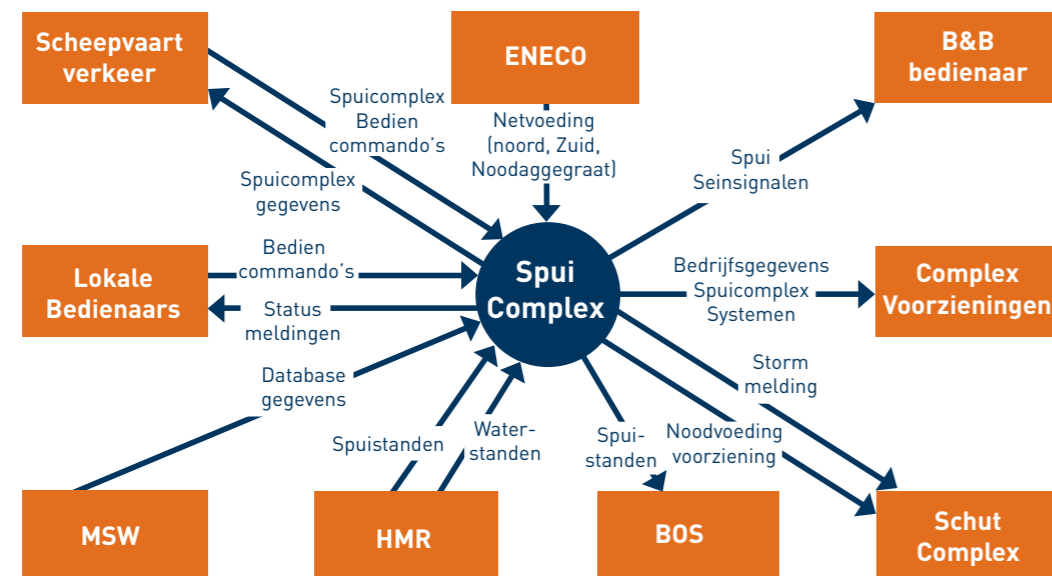 Scheepvaart
verkeer
ENECO
B&B
bedienaar
Spuicomplex
Bedien
commando's
Netvoeding
(noord, Zuid,
Noodaggegraat)
Spui
Seinsignalen
Spuicomplex
gegevens
Lokale
Bedienaars
Bedien
commando's
Status
meldingen
Spui
Complex
Bedrijfsgegevens
Spuicomplex
Systemen
Complex
Voorzieningen
Database
gegevens
Storm
melding
Spuistanden
Water-
standen
Spui-
standen
Noodvoeding
voorziening
MSW
HMR
BOS
Schut
Complex